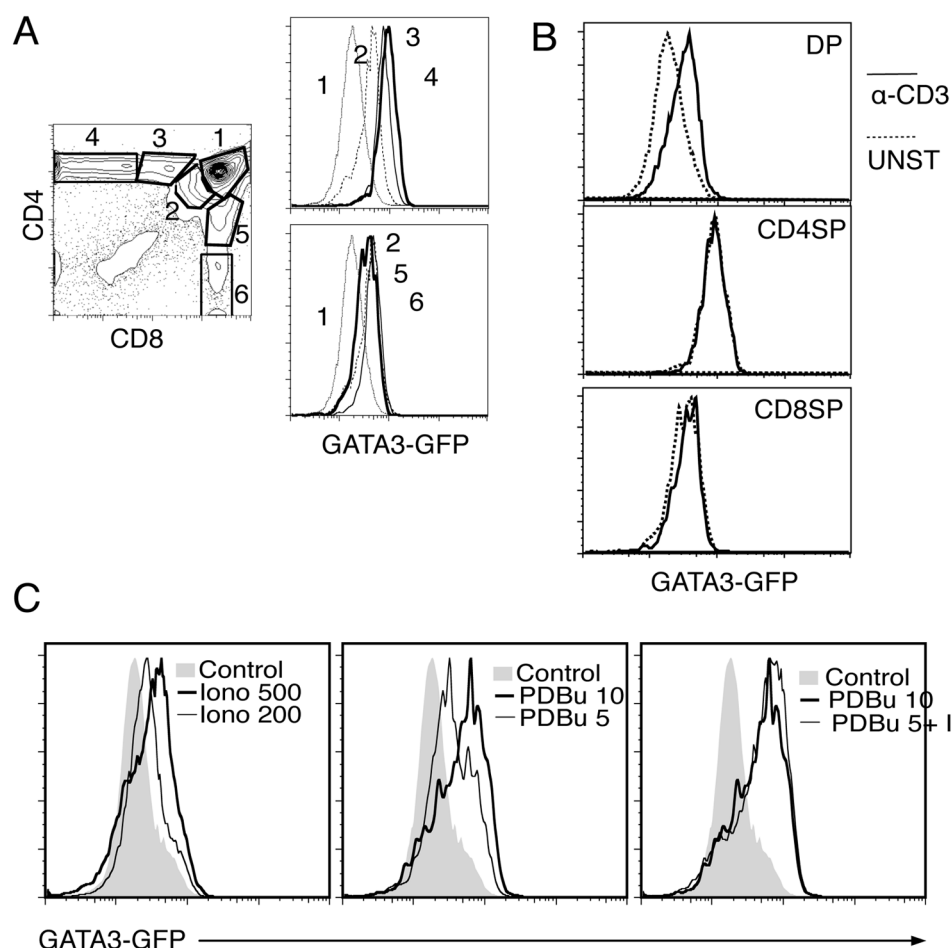 A
CD4
4
3
1
2
5
6
CD8
1
2
3
4
1
2
5
6
GATA3-GFP
B
DP
CD4SP
CD8SP
α-CD3
UNST
GATA3-GFP
C
Control
Iono 500
Iono 200
Control
PDBu 10
PDBu 5
Control
PDBu 10
PDBu 5+ I
GATA3-GFP